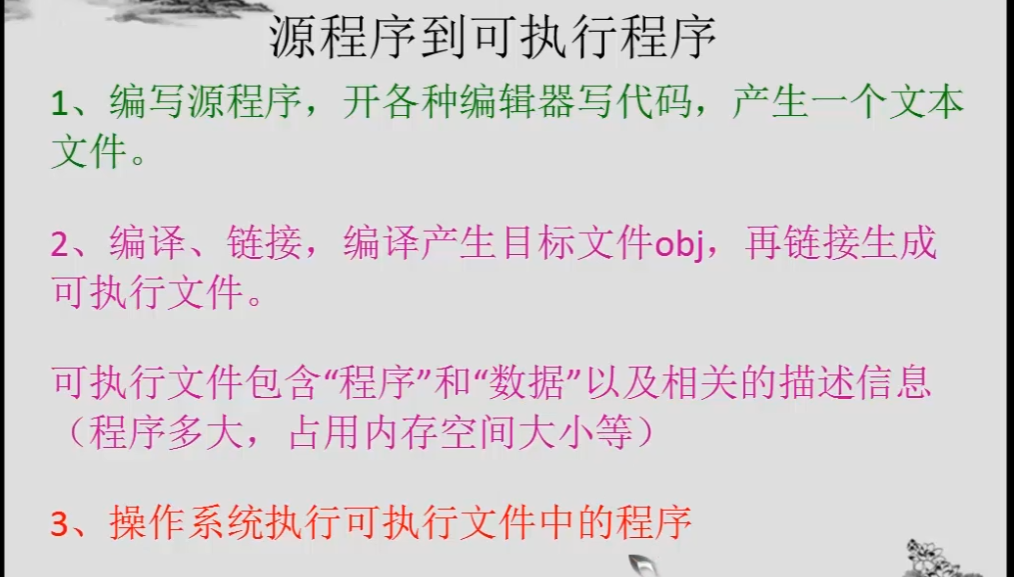 源程序到可执行程序
1、编写源程序，开各种编辑器写代码，产生一个文本
文件。
2、编译、链接，编译产生目标文件obj，再链接生成
可执行文件。
可执行文件包含“程序”和“数据”以及相关的描述信息
（程序多大，占用内存空间大小等）
3、操作系统执行可执行文件中的程序